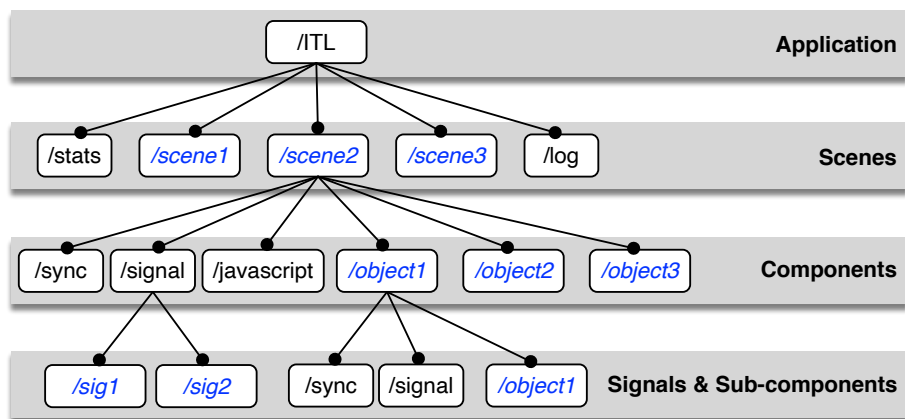 /ITL
Application
/stats /scene1 /scene2 /scene3 /log
Scenes
/sync /signal /javascript /object1 /object2 /object3
Components
/sig1 /sig2 /sync /signal /object1
Signals & Sub-components